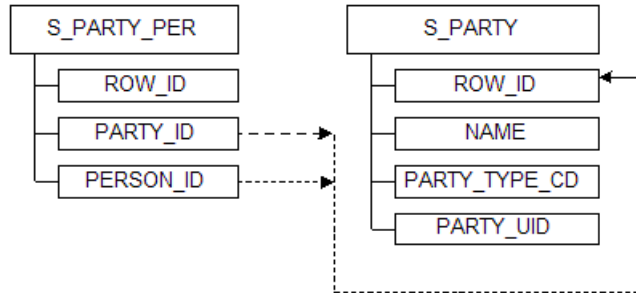 S_PARTY_PER
ROW_ID
PARTY_ID
PERSON_ID
S_PARTY
ROW_ID
NAME
PARTY_TYPE_CD
PARTY_UID